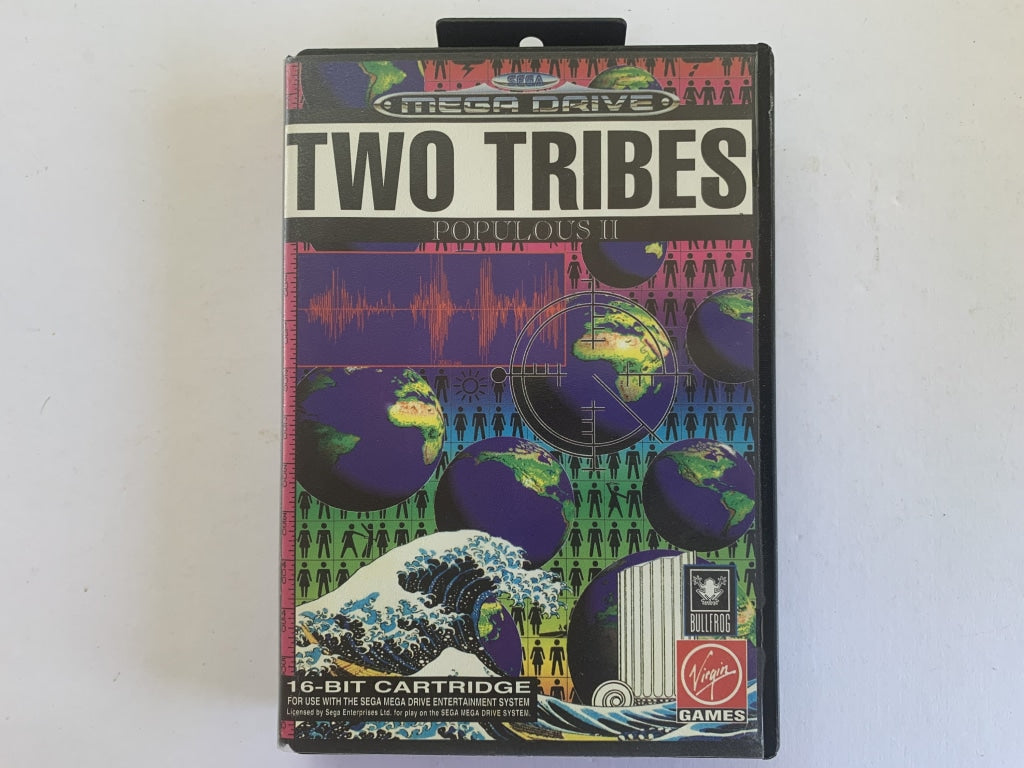 SEGA
MEGA DRIVE
TWO TRIBES
POPULOUS II
BULLFROG
Virgin
GAMES
16-BIT CARTRIDGE
FOR USE WITH THE SEGA MEGA DRIVE ENTERTAINMENT SYSTEM
Licensed by Sega Enterprises Ltd. for play on the SEGA MEGA DRIVE SYSTEM.